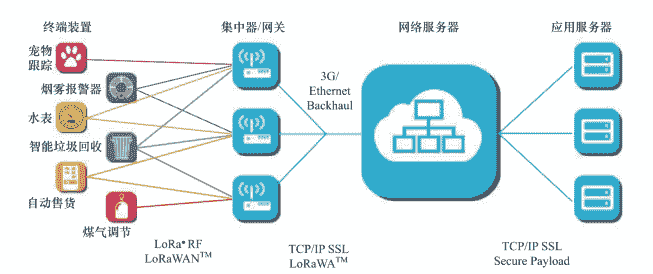 终端装置
集中器/网关
网络服务器
应用服务器
宠物
跟踪
烟雾报警器
水表
智能垃圾回收
自动售货
煤气调节
3G/
Ethernet
Backhaul
LoRa® RF
LoRaWAN™
TCP/IP SSL
LoRaWA™
TCP/IP SSL
Secure Payload